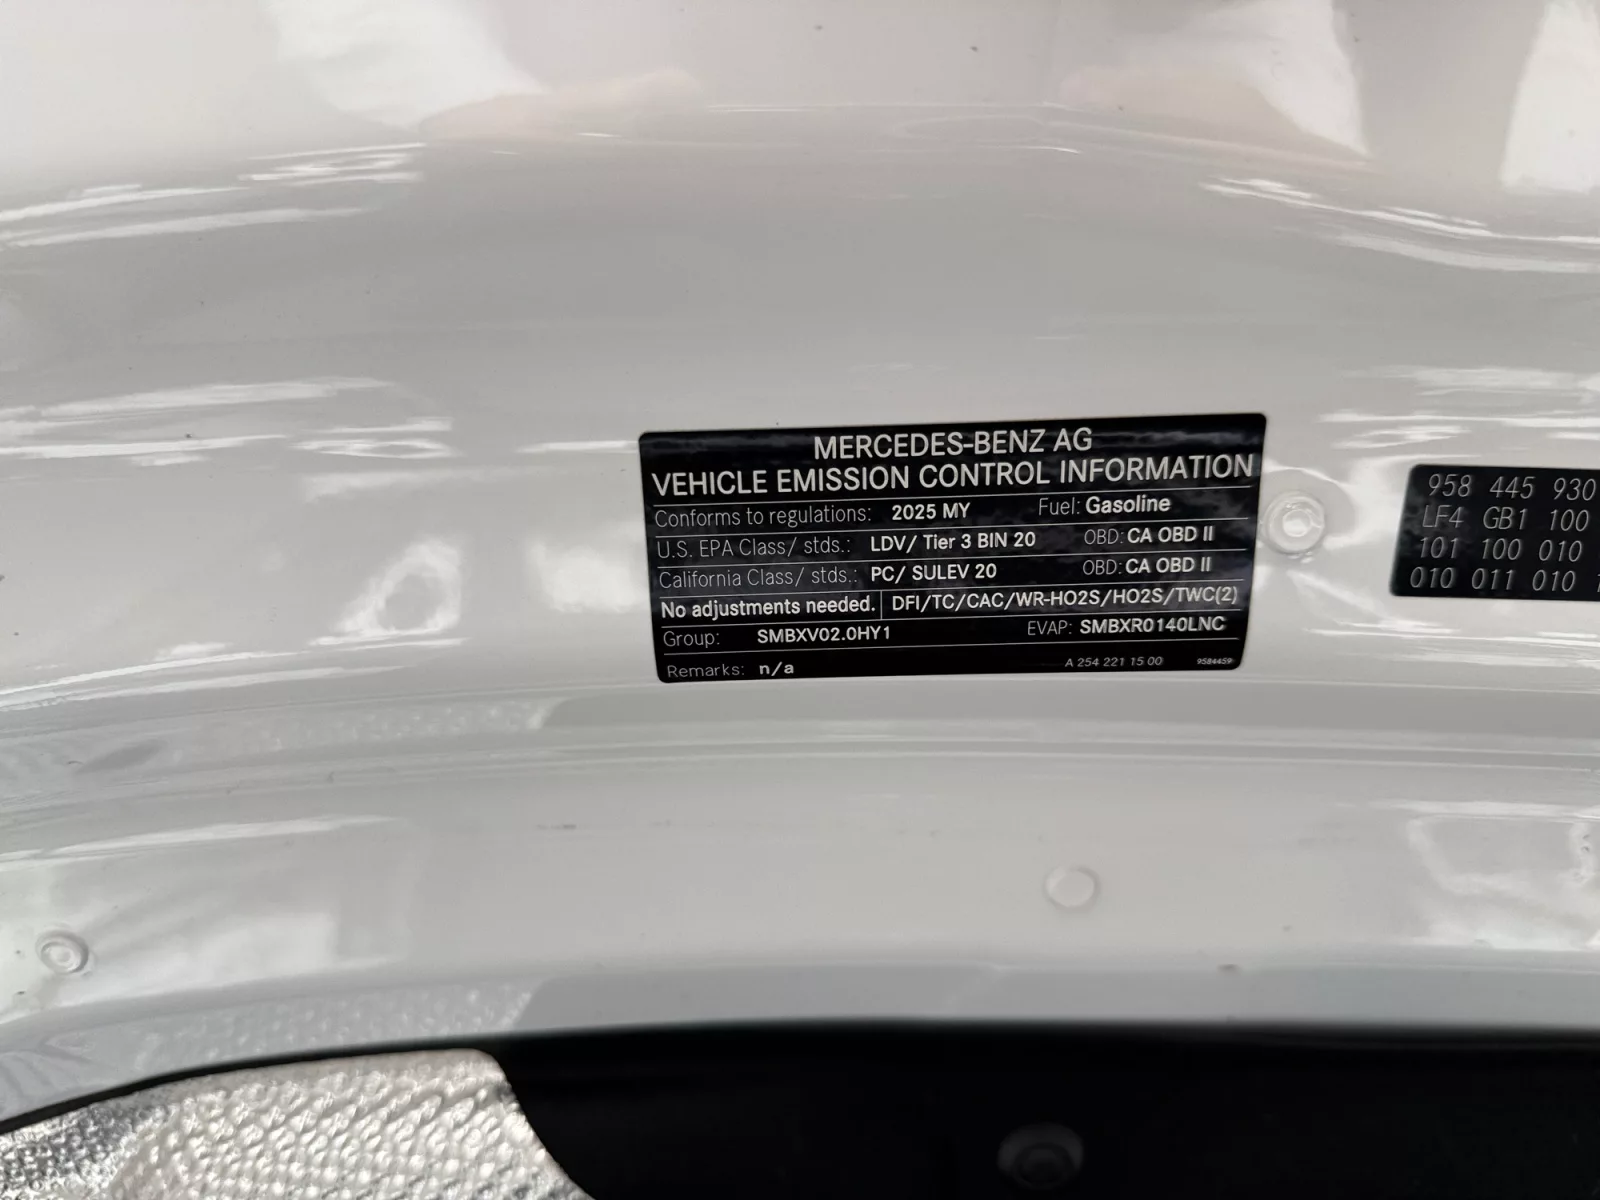 MERCEDES-BENZ AG
VEHICLE EMISSION CONTROL INFORMATION
Conforms to regulations: 2025 MY Fuel: Gasoline
U.S. EPA Class/ stds.: LDV/ Tier 3 BIN 20 OBD: CA OBD II
California Class/ stds.: PC/ SULEV 20 OBD: CA OBD II
No adjustments needed. DFI/TC/CAC/WR-HO2S/HO2S/TWC(2)
Group: SMBXV02.0HY1 EVAP: SMBXR0140LNC
Remarks: n/a A 254 221 15 00 9584459
958 445 930
LF4 GB1 100
101 100 010
010 011 010